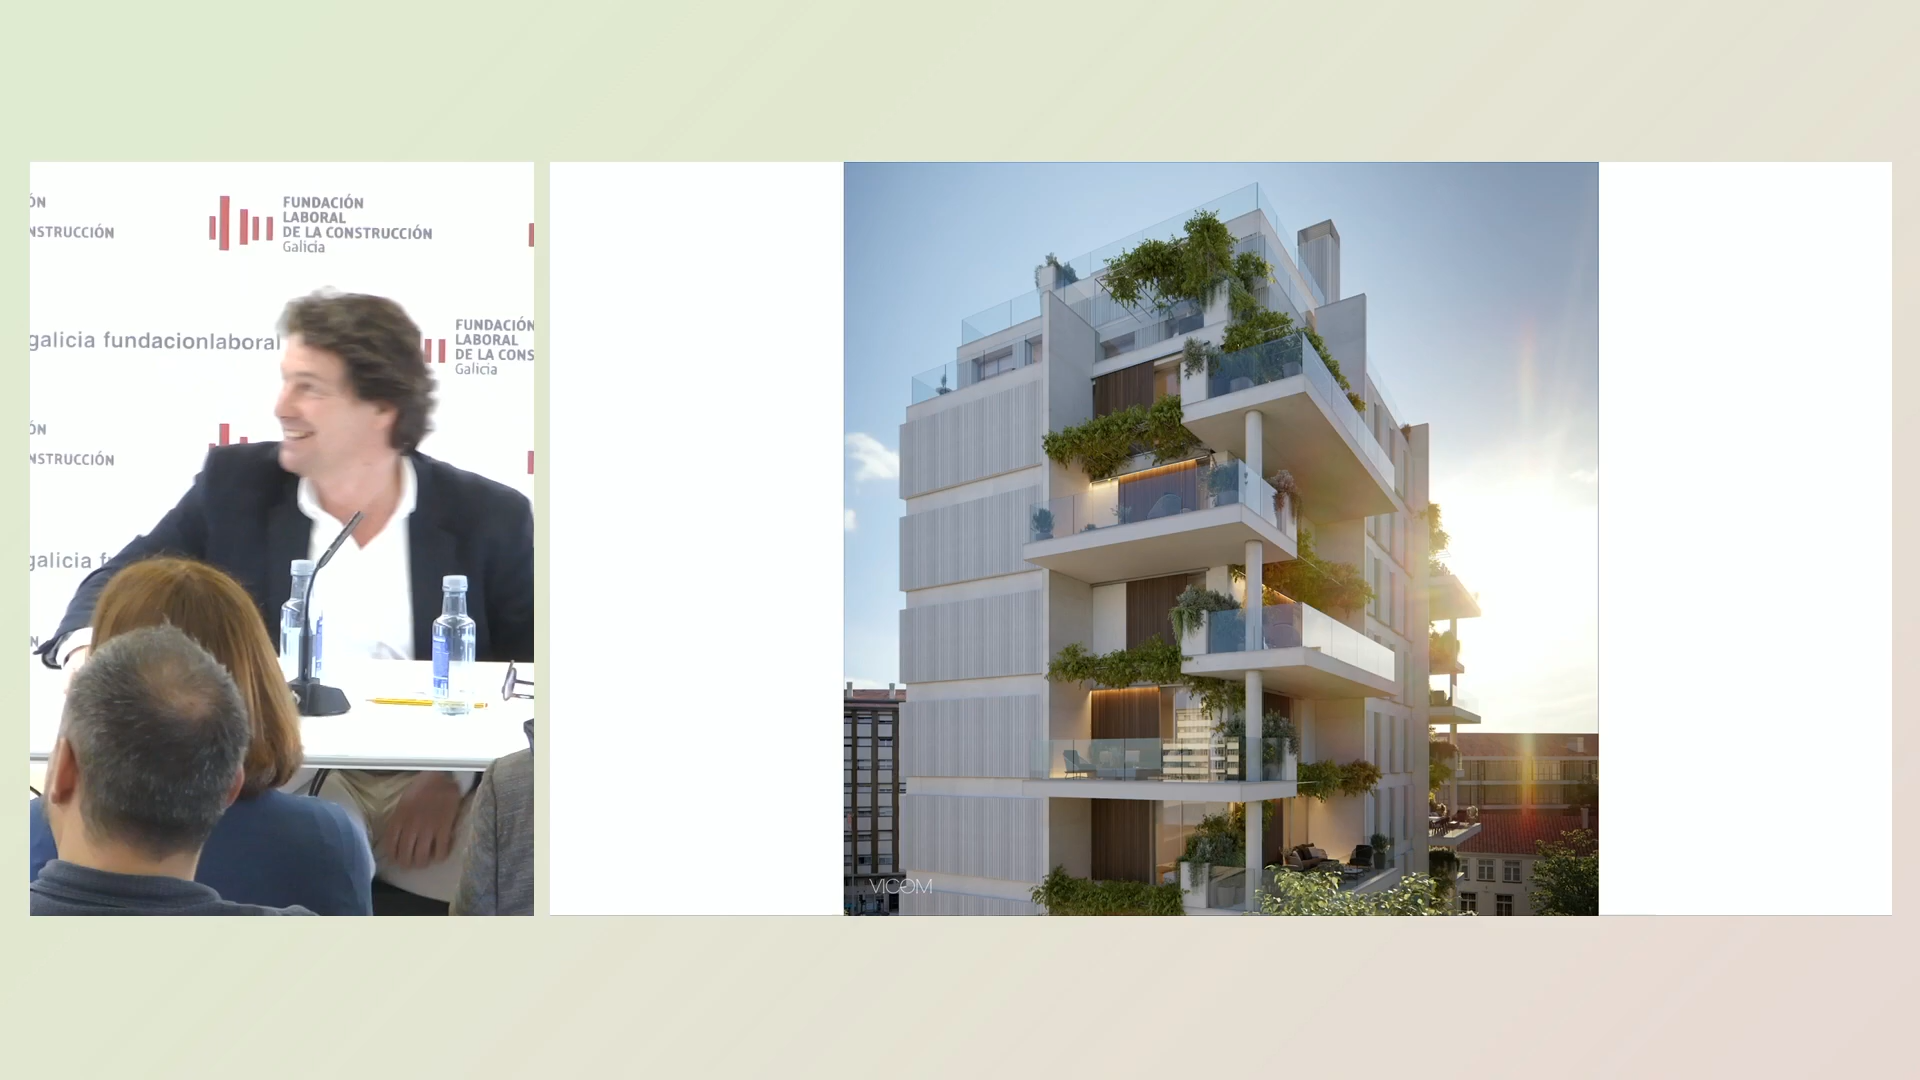 ÓN
NSTRUCCIÓN
FUNDACIÓN
LABORAL
DE LA CONSTRUCCIÓN
Galicia
galicia fundacionlaboral
FUNDACIÓN
LABORAL
DE LA CONS
Galicia
ÓN
NSTRUCCIÓN
galicia f
N
VICOM